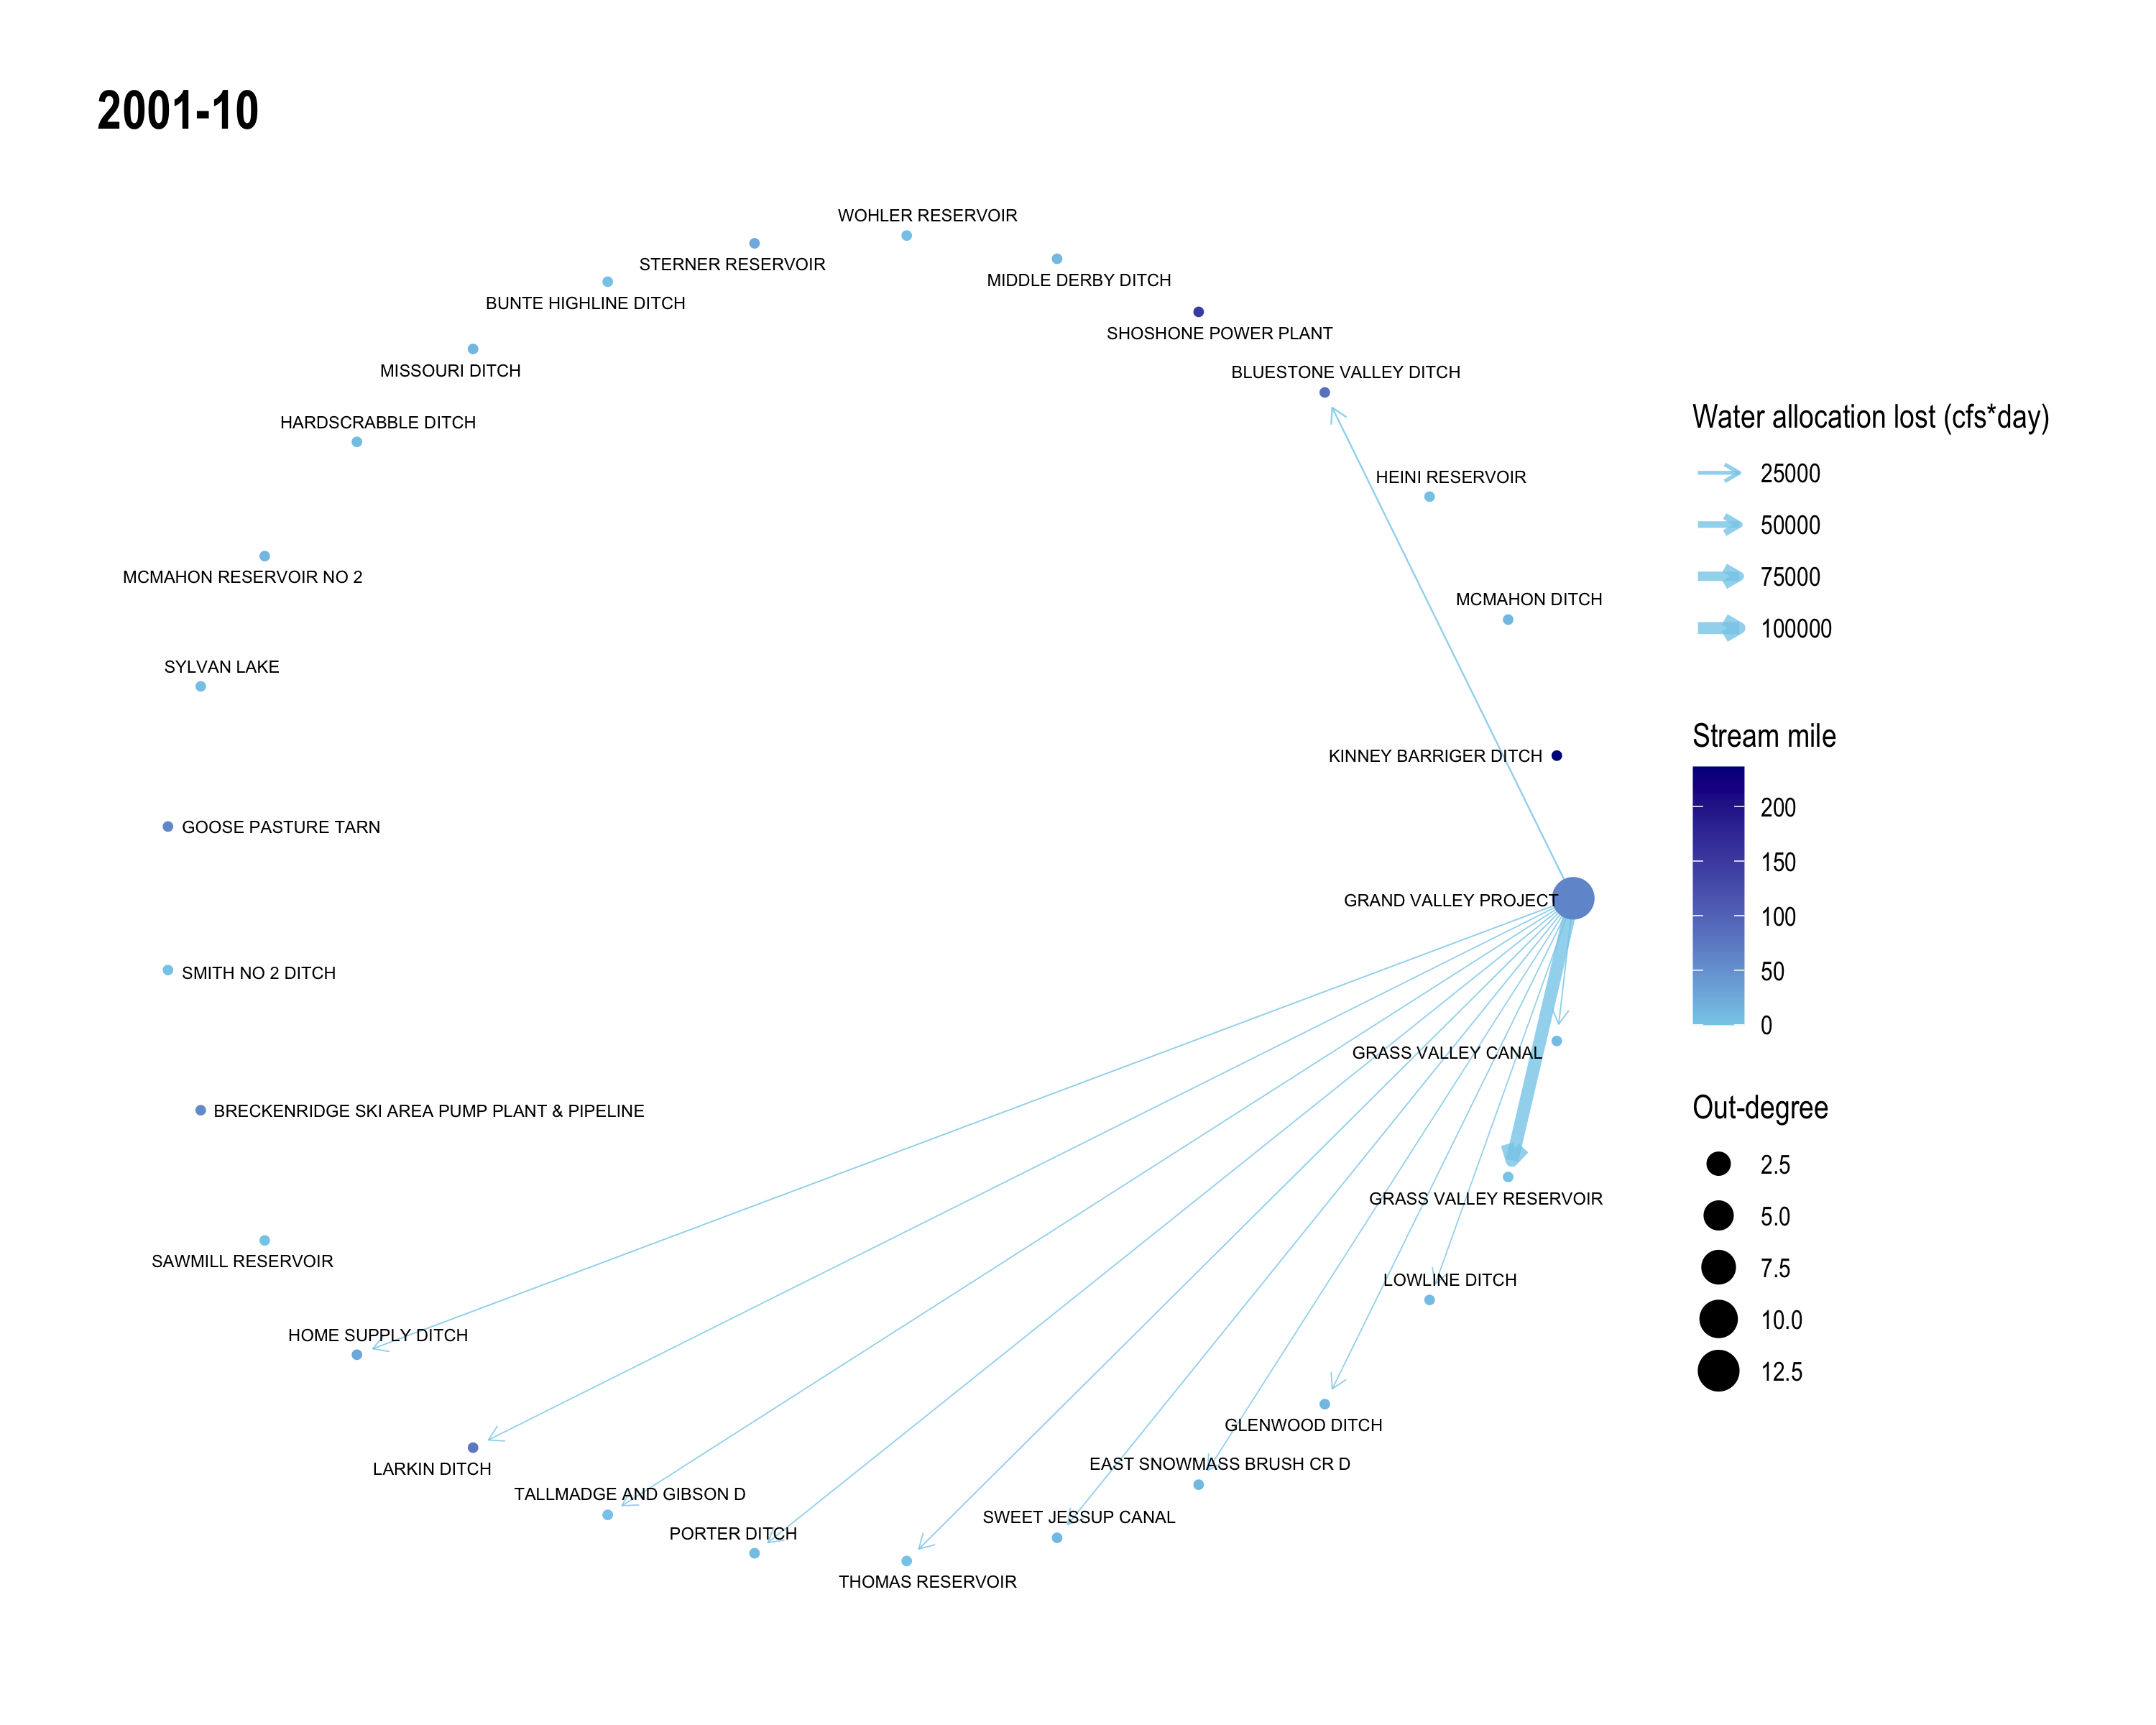 2001-10
WOHLER RESERVOIR
STERNER RESERVOIR
MIDDLE DERBY DITCH
BUNTE HIGHLINE DITCH
SHOSHONE POWER PLANT
MISSOURI DITCH
BLUESTONE VALLEY DITCH
HARDSCRABBLE DITCH
HEINI RESERVOIR
MCMAHON RESERVOIR NO 2
MCMAHON DITCH
SYLVAN LAKE
KINNEY BARRIGER DITCH
GOOSE PASTURE TARN
GRAND VALLEY PROJECT
SMITH NO 2 DITCH
GRASS VALLEY CANAL
BRECKENRIDGE SKI AREA PUMP PLANT & PIPELINE
GRASS VALLEY RESERVOIR
SAWMILL RESERVOIR
LOWLINE DITCH
HOME SUPPLY DITCH
GLENWOOD DITCH
LARKIN DITCH
EAST SNOWMASS BRUSH CR D
TALLMADGE AND GIBSON D
SWEET JESSUP CANAL
PORTER DITCH
THOMAS RESERVOIR
Water allocation lost (cfs*day)
25000
50000
75000
100000
Stream mile
200
150
100
50
0
Out-degree
2.5
5.0
7.5
10.0
12.5